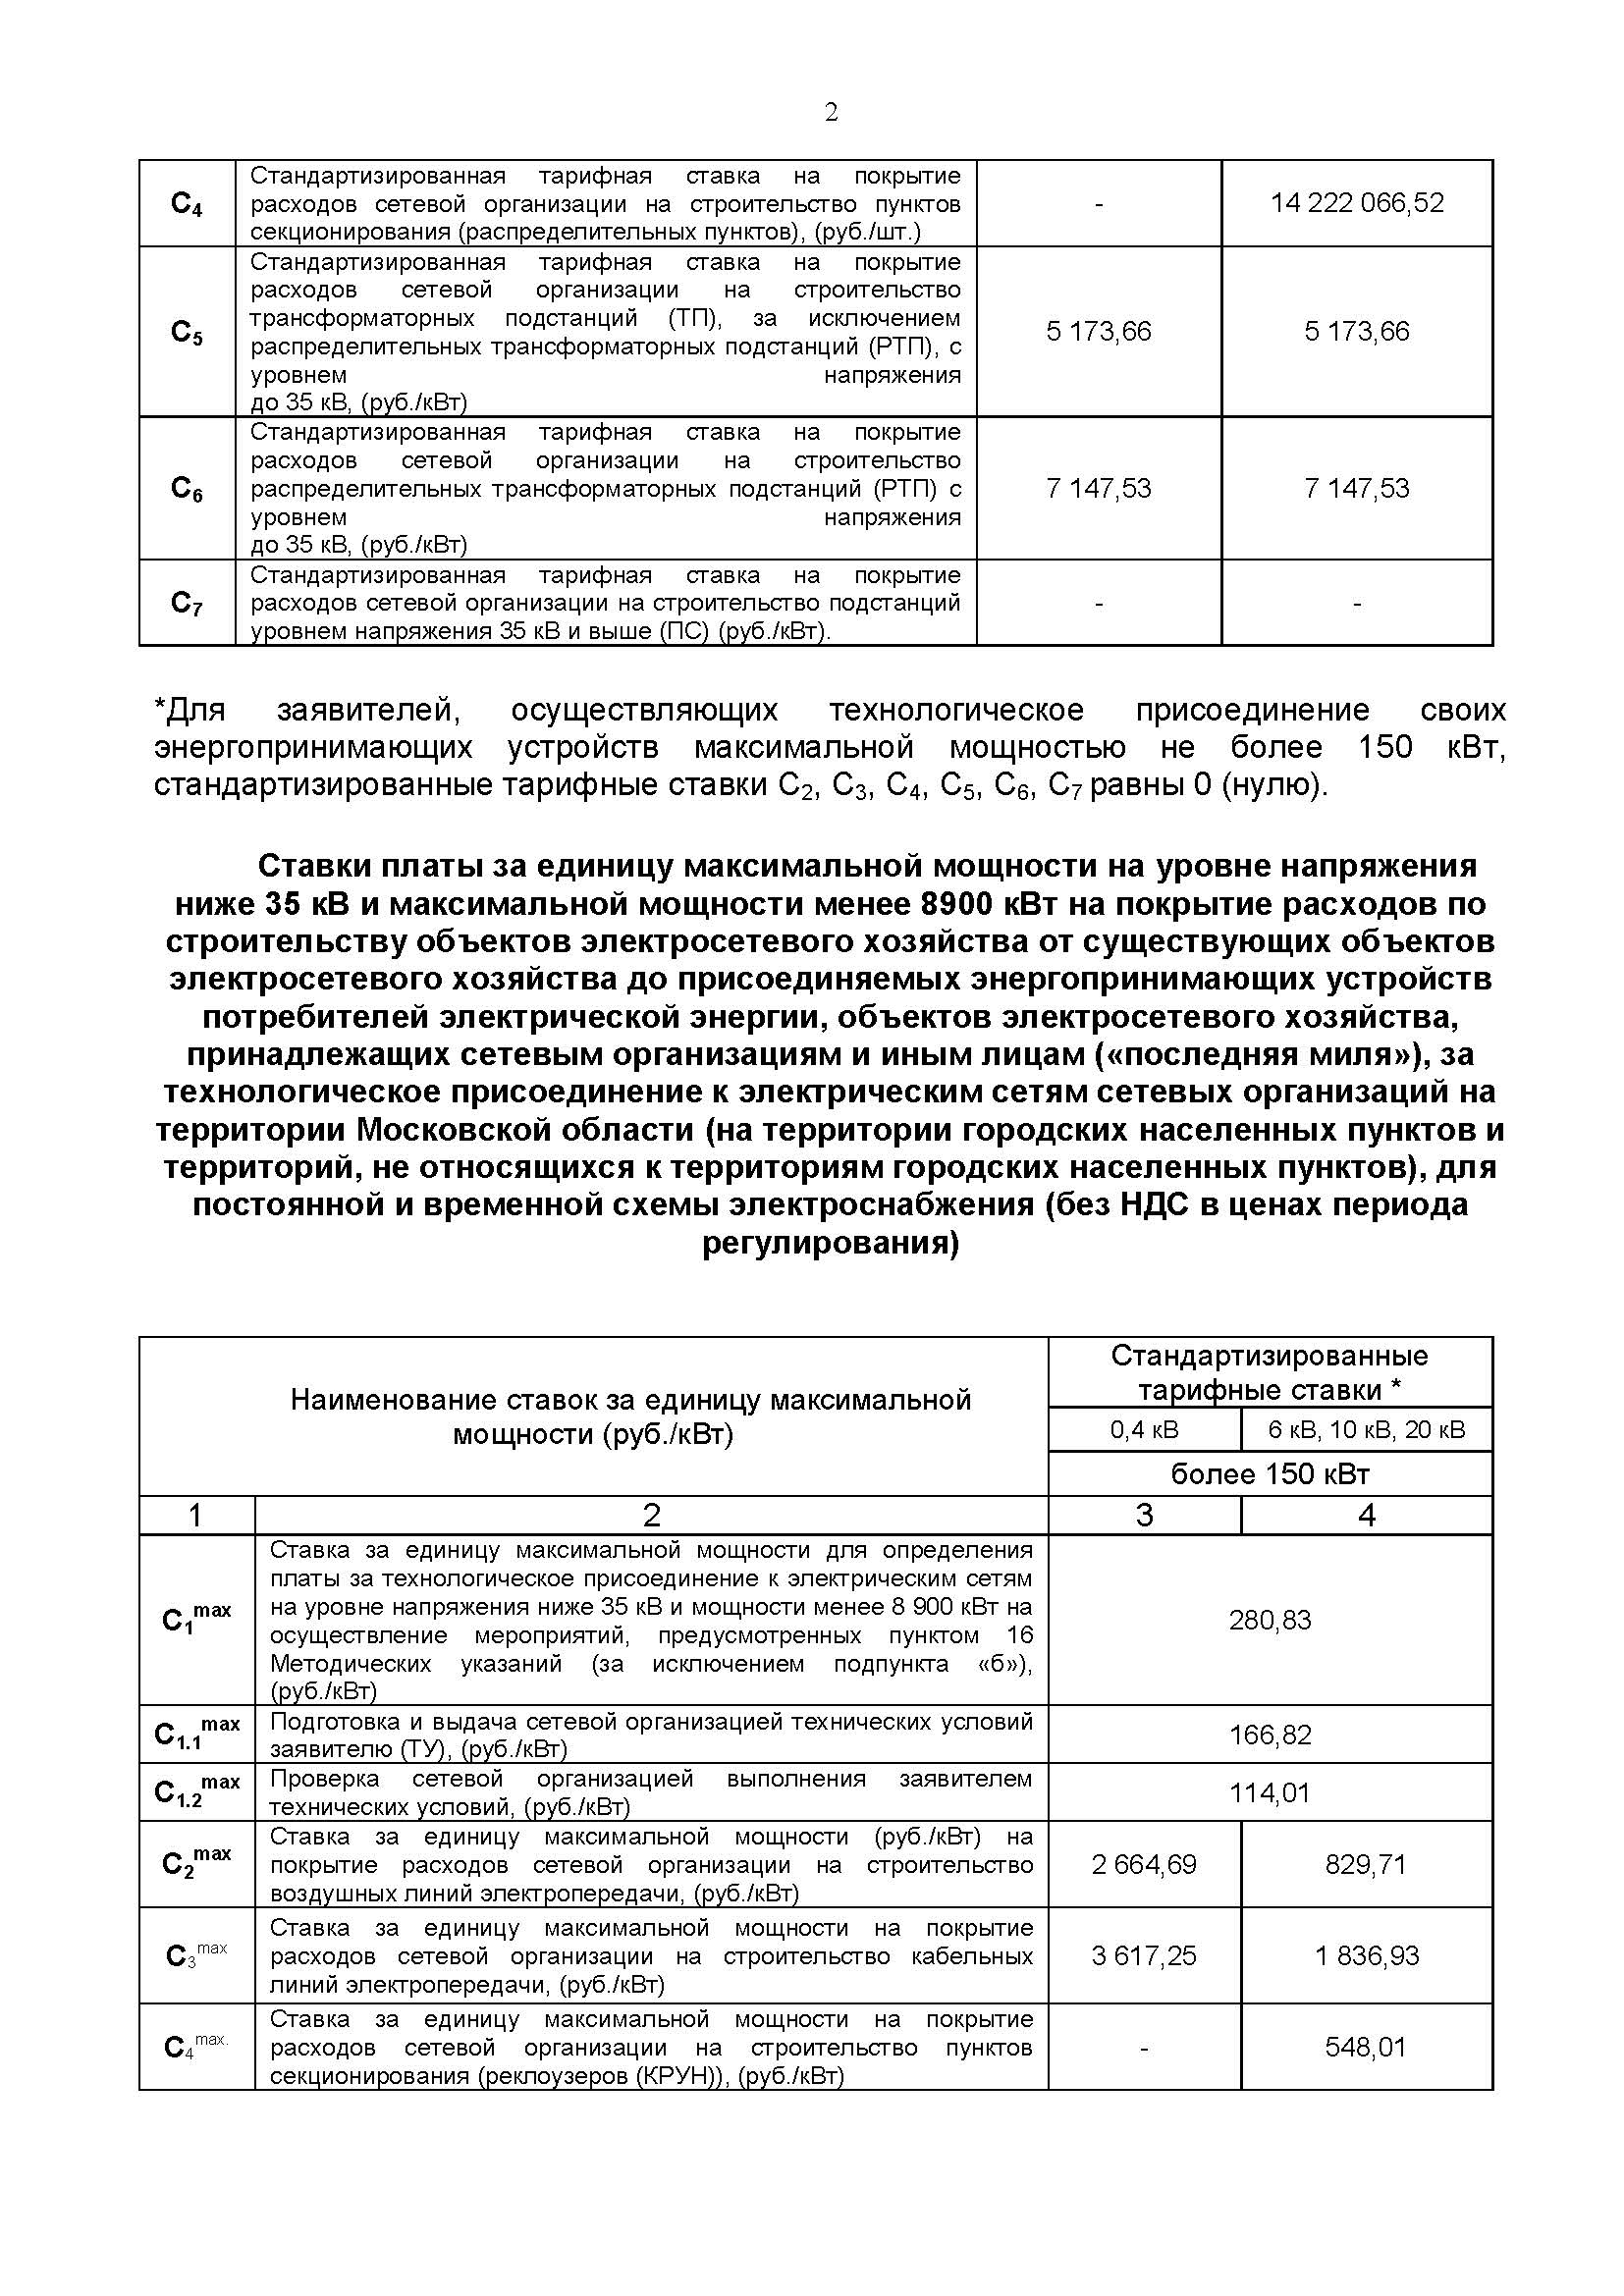 2
С4
Стандартизированная тарифная ставка на покрытие
расходов сетевой организации на строительство пунктов
секционирования (распределительных пунктов), (руб./шт.)
-
14 222 066,52
С5
Стандартизированная тарифная ставка на покрытие
расходов сетевой организации на строительство
трансформаторных подстанций (ТП), за исключением
распределительных трансформаторных подстанций (РТП), с
уровнем напряжения
до 35 кВ, (руб./кВт)
5 173,66
5 173,66
С6
Стандартизированная тарифная ставка на покрытие
расходов сетевой организации на строительство
распределительных трансформаторных подстанций (РТП) с
уровнем напряжения
до 35 кВ, (руб./кВт)
7 147,53
7 147,53
С7
Стандартизированная тарифная ставка на покрытие
расходов сетевой организации на строительство подстанций
уровнем напряжения 35 кВ и выше (ПС) (руб./кВт).
-
-
*Для заявителей, осуществляющих технологическое присоединение своих
энергопринимающих устройств максимальной мощностью не более 150 кВт,
стандартизированные тарифные ставки С2, С3, С4, С5, С6, С7 равны 0 (нулю).
Ставки платы за единицу максимальной мощности на уровне напряжения
ниже 35 кВ и максимальной мощности менее 8900 кВт на покрытие расходов по
строительству объектов электросетевого хозяйства от существующих объектов
электросетевого хозяйства до присоединяемых энергопринимающих устройств
потребителей электрической энергии, объектов электросетевого хозяйства,
принадлежащих сетевым организациям и иным лицам («последняя миля»), за
технологическое присоединение к электрическим сетям сетевых организаций на
территории Московской области (на территории городских населенных пунктов и
территорий, не относящихся к территориям городских населенных пунктов), для
постоянной и временной схемы электроснабжения (без НДС в ценах периода
регулирования)
Наименование ставок за единицу максимальной
мощности (руб./кВт)
Стандартизированные
тарифные ставки *
0,4 кВ
6 кВ, 10 кВ, 20 кВ
более 150 кВт
1
2
3
4
С1max
Ставка за единицу максимальной мощности для определения
платы за технологическое присоединение к электрическим сетям
на уровне напряжения ниже 35 кВ и мощности менее 8 900 кВт на
осуществление мероприятий, предусмотренных пунктом 16
Методических указаний (за исключением подпункта «б»),
(руб./кВт)
280,83
С1.1max
Подготовка и выдача сетевой организацией технических условий
заявителю (ТУ), (руб./кВт)
166,82
С1.2max
Проверка сетевой организацией выполнения заявителем
технических условий, (руб./кВт)
114,01
С2max
Ставка за единицу максимальной мощности (руб./кВт) на
покрытие расходов сетевой организации на строительство
воздушных линий электропередачи, (руб./кВт)
2 664,69
829,71
С3max
Ставка за единицу максимальной мощности на покрытие
расходов сетевой организации на строительство кабельных
линий электропередачи, (руб./кВт)
3 617,25
1 836,93
С4max.
Ставка за единицу максимальной мощности на покрытие
расходов сетевой организации на строительство пунктов
секционирования (реклоузеров (КРУН)), (руб./кВт)
-
548,01